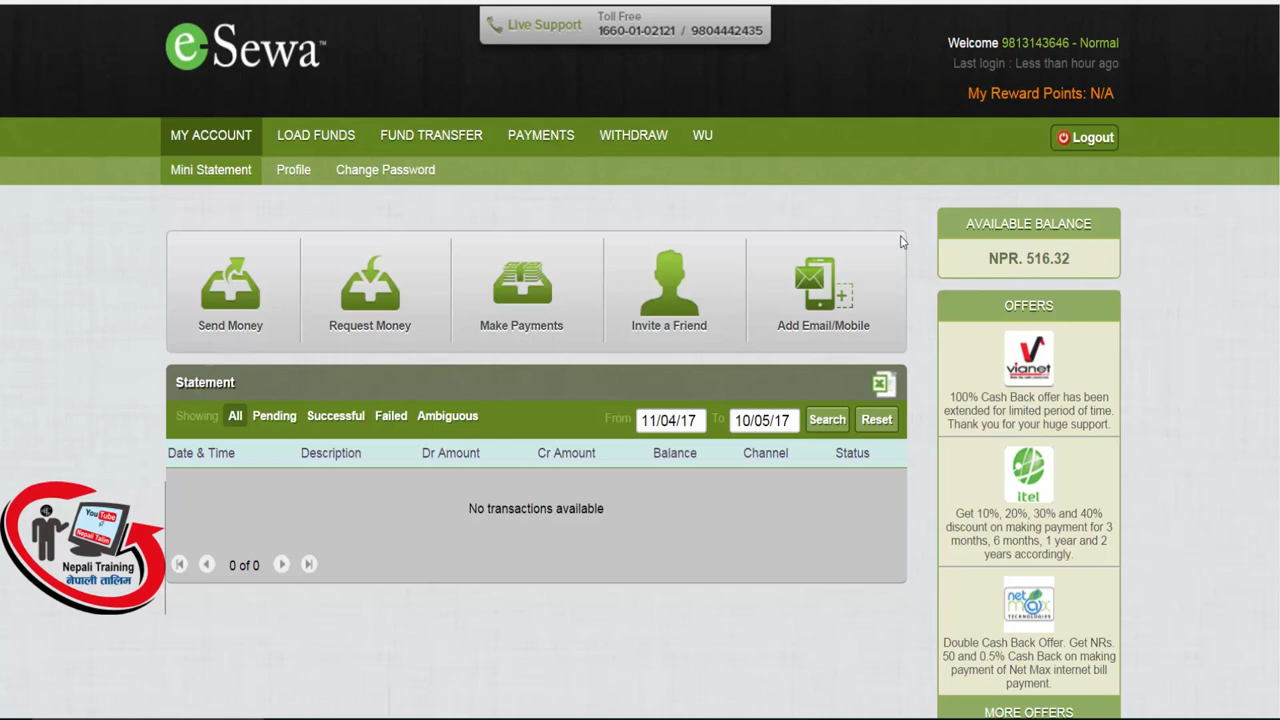 e-Sewa™
Live Support
Toll Free
1660-01-02121 / 9804442435
Welcome 9813143646 - Normal
Last login : Less than hour ago
My Reward Points: N/A
MY ACCOUNT LOAD FUNDS FUND TRANSFER PAYMENTS WITHDRAW WU
Logout
Mini Statement Profile Change Password
Send Money Request Money Make Payments Invite a Friend Add Email/Mobile
AVAILABLE BALANCE
NPR. 516.32
Statement
Showing All Pending Successful Failed Ambiguous From 11/04/17 To 10/05/17 Search Reset
Date & Time Description Dr Amount Cr Amount Balance Channel Status
No transactions available
0 of 0
OFFERS
vianet
100% Cash Back offer has been
extended for limited period of time.
Thank you for your huge support.
itel
Get 10%, 20%, 30% and 40%
discount on making payment for 3
months, 6 months, 1 year and 2
years accordingly.
net max
TECHNOLOGIES
Double Cash Back Offer. Get NRs.
50 and 0.5% Cash Back on making
payment of Net Max internet bill
payment.
MORE OFFERS
YouTube
Nepali Talim
Nepali Training
नेपाली तालिम